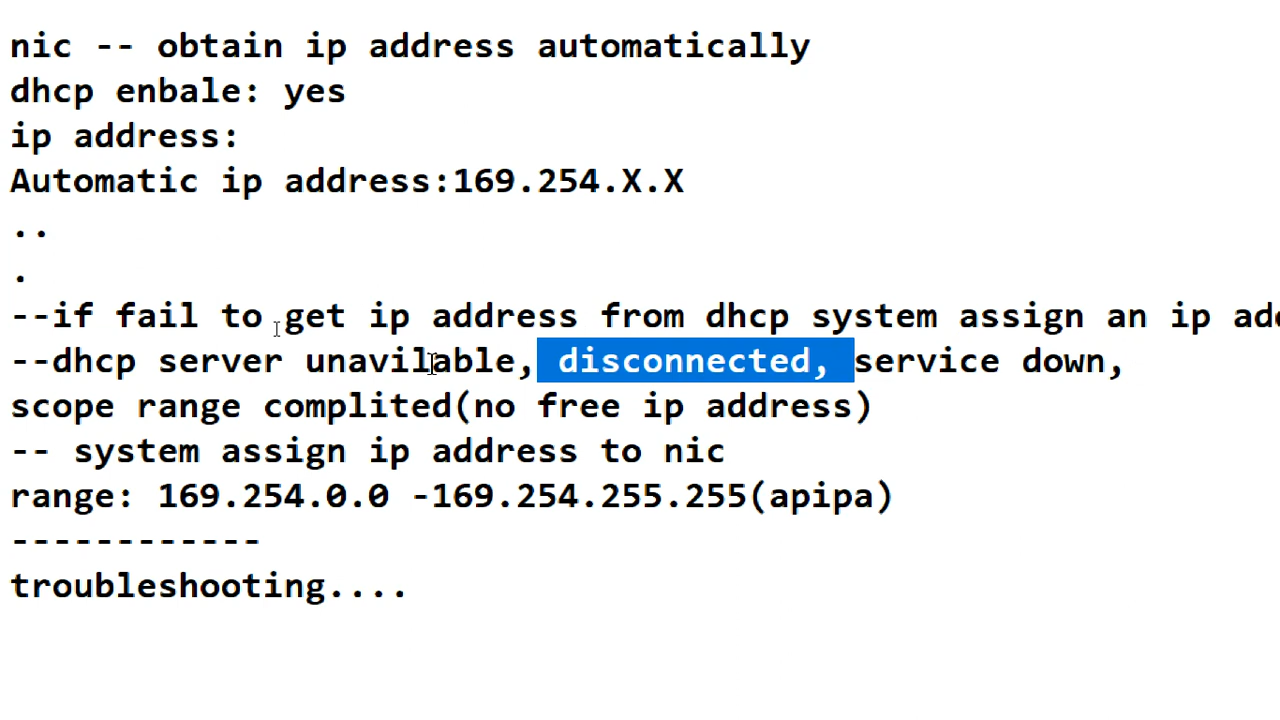 nic -- obtain ip address automatically
dhcp enbale: yes
ip address:
Automatic ip address:169.254.X.X
..
.
--if fail to get ip address from dhcp system assign an ip
--dhcp server unavilable, disconnected, service down,
scope range complited(no free ip address)
-- system assign ip address to nic
range: 169.254.0.0 -169.254.255.255(apipa)
------------
troubleshooting....